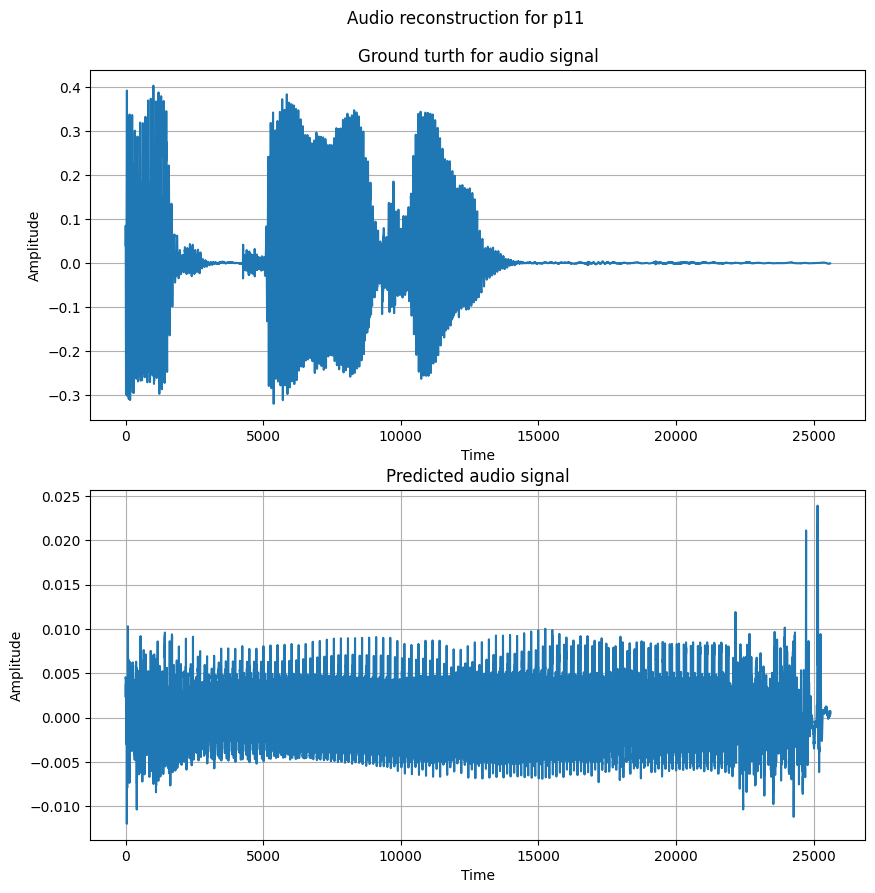 Audio reconstruction for p11
Ground turth for audio signal
Amplitude
0.4
0.3
0.2
0.1
0.0
−0.1
−0.2
−0.3
0 5000 10000 15000 20000 25000
Time
Predicted audio signal
Amplitude
0.025
0.020
0.015
0.010
0.005
0.000
−0.005
−0.010
0 5000 10000 15000 20000 25000
Time